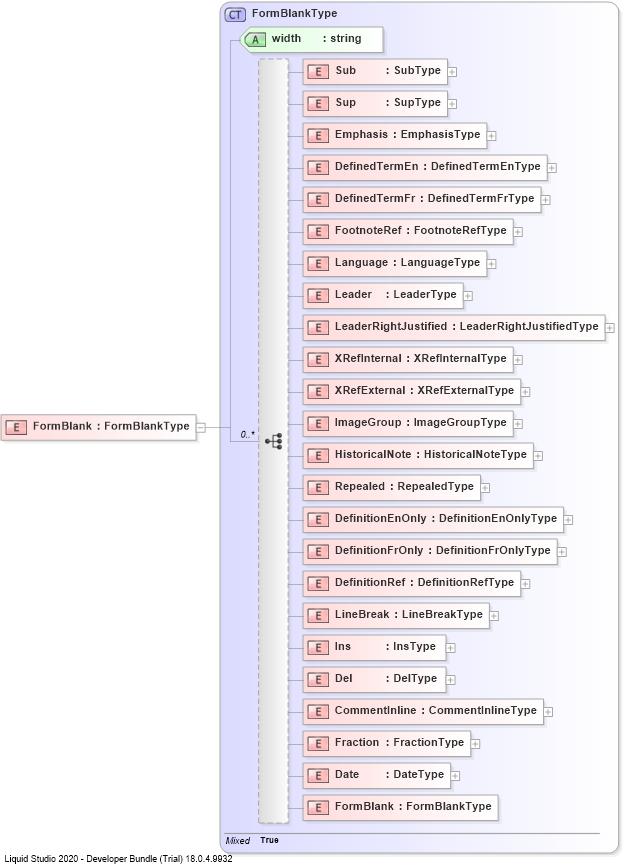 CT FormBlankType
A width : string
E Sub : SubType
E Sup : SupType
E Emphasis : EmphasisType
E DefinedTermEn : DefinedTermEnType
E DefinedTermFr : DefinedTermFrType
E FootnoteRef : FootnoteRefType
E Language : LanguageType
E Leader : LeaderType
E LeaderRightJustified : LeaderRightJustifiedType
E XRefInternal : XRefInternalType
E XRefExternal : XRefExternalType
E ImageGroup : ImageGroupType
E FormBlank : FormBlankType
0..*
E HistoricalNote : HistoricalNoteType
E Repealed : RepealedType
E DefinitionEnOnly : DefinitionEnOnlyType
E DefinitionFrOnly : DefinitionFrOnlyType
E DefinitionRef : DefinitionRefType
E LineBreak : LineBreakType
E Ins : InsType
E Del : DelType
E CommentInline : CommentInlineType
E Fraction : FractionType
E Date : DateType
E FormBlank : FormBlankType
Mixed True
Liquid Studio 2020 - Developer Bundle (Trial) 18.0.4.9932